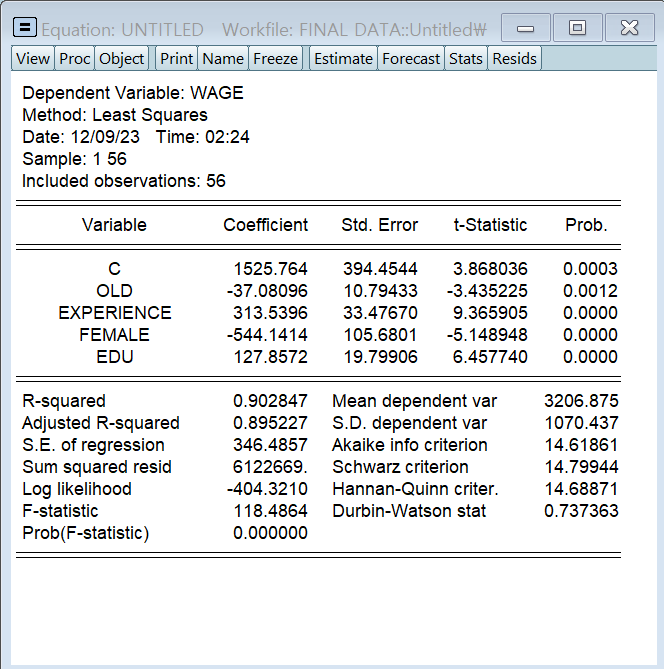 Equation: UNTITLED Workfile: FINAL DATA::Untitled\
View Proc Object Print Name Freeze Estimate Forecast Stats Resids
Dependent Variable: WAGE
Method: Least Squares
Date: 12/09/23 Time: 02:24
Sample: 1 56
Included observations: 56
Variable Coefficient Std. Error t-Statistic Prob.
C 1525.764 394.4544 3.868036 0.0003
OLD -37.08096 10.79433 -3.435225 0.0012
EXPERIENCE 313.5396 33.47670 9.365905 0.0000
FEMALE -544.1414 105.6801 -5.148948 0.0000
EDU 127.8572 19.79906 6.457740 0.0000
R-squared 0.902847 Mean dependent var 3206.875
Adjusted R-squared 0.895227 S.D. dependent var 1070.437
S.E. of regression 346.4857 Akaike info criterion 14.61861
Sum squared resid 6122669. Schwarz criterion 14.79944
Log likelihood -404.3210 Hannan-Quinn criter. 14.68871
F-statistic 118.4864 Durbin-Watson stat 0.737363
Prob(F-statistic) 0.000000